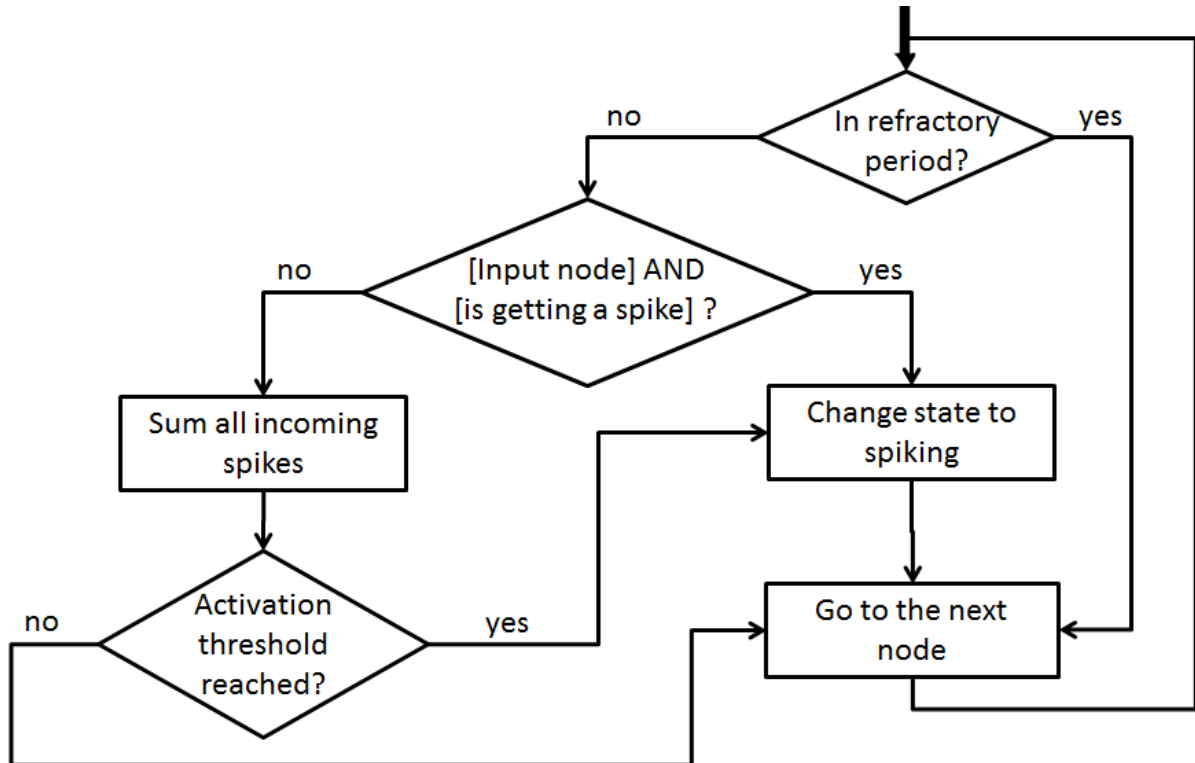 In refractory
period?
no
yes
[Input node] AND
[is getting a spike] ?
no
yes
Sum all incoming
spikes
Change state to
spiking
Activation
threshold
reached?
no
yes
Go to the next
node